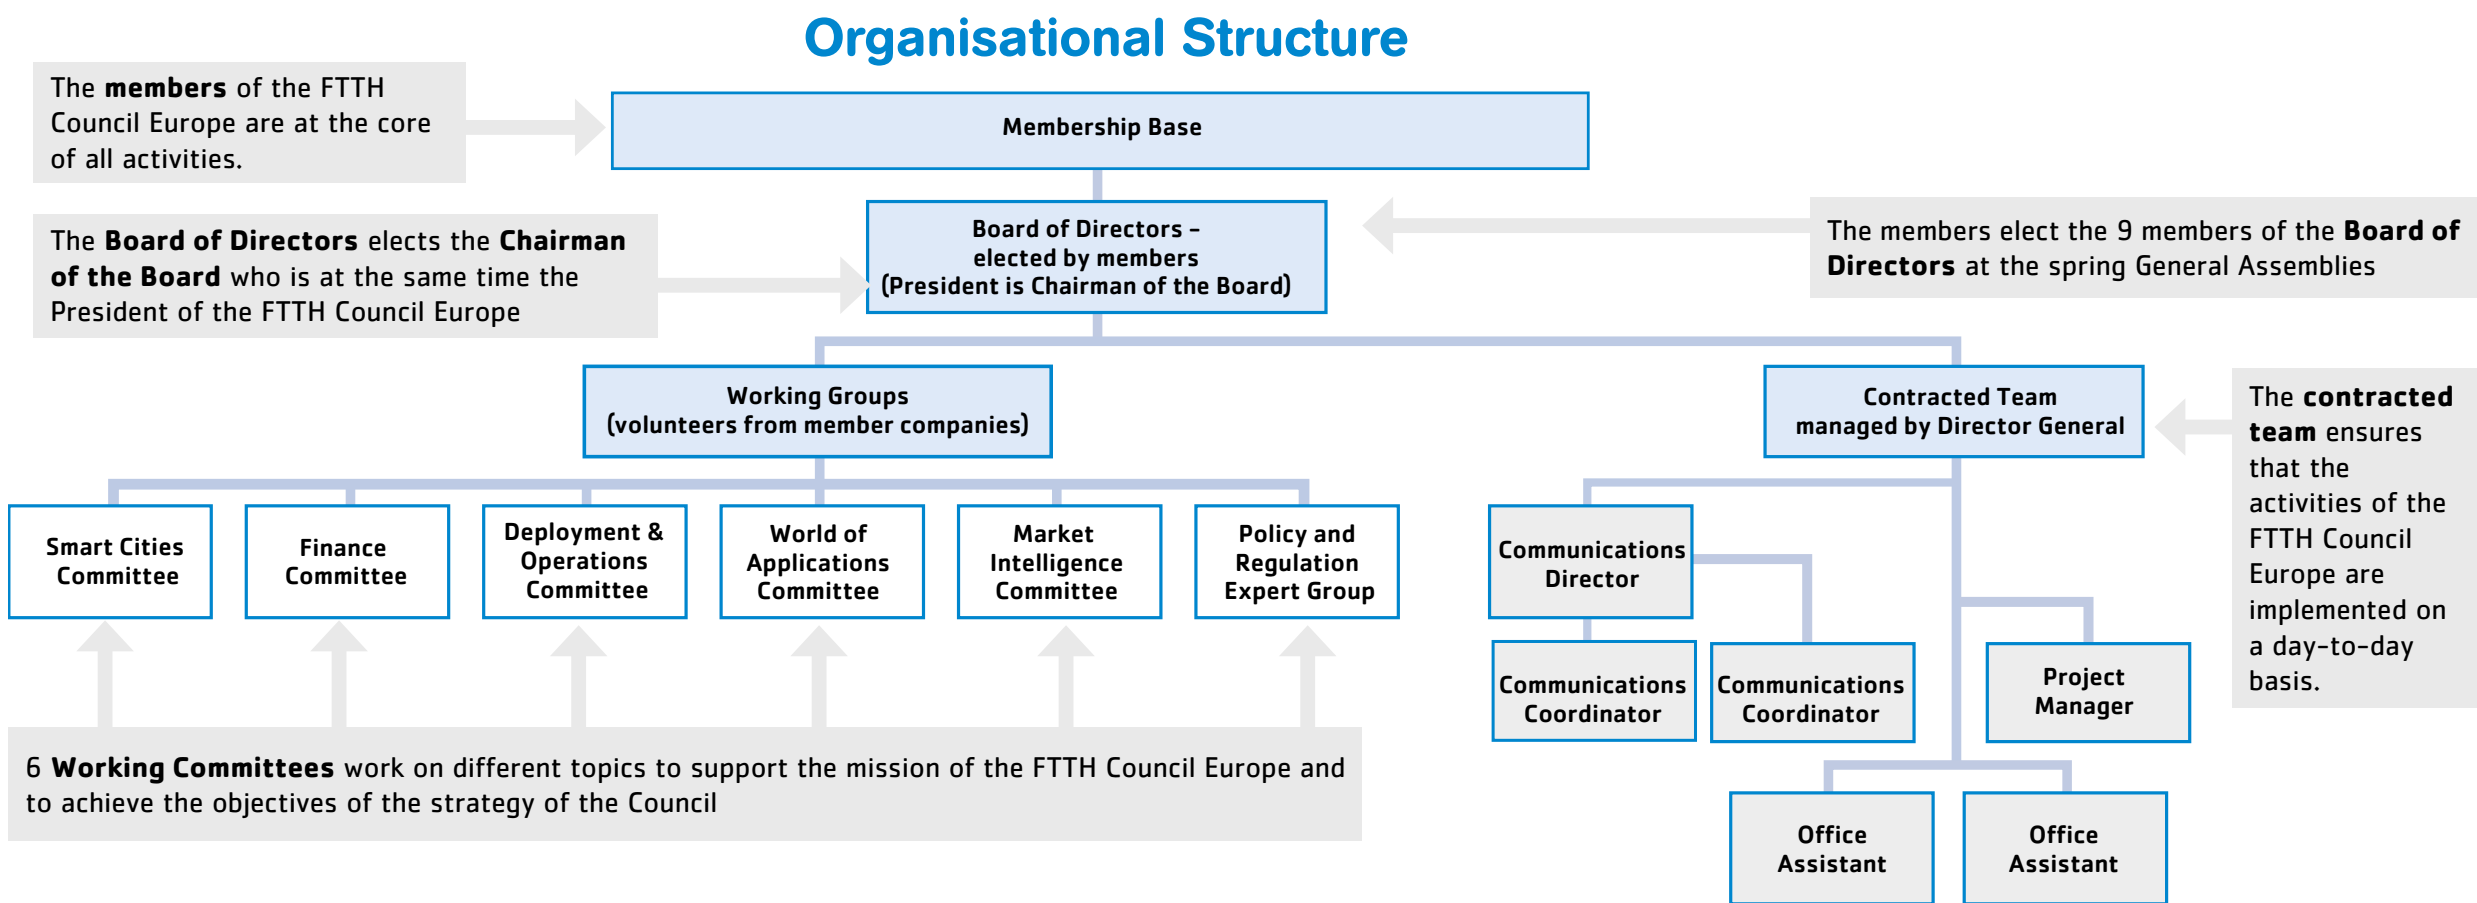 Organisational Structure
The members of the FTTH
Council Europe are at the core
of all activities.
Membership Base
The Board of Directors elects the Chairman
of the Board who is at the same time the
President of the FTTH Council Europe
Board of Directors –
elected by members
(President is Chairman of the Board)
The members elect the 9 members of the Board of
Directors at the spring General Assemblies
Working Groups
(volunteers from member companies)
Contracted Team
managed by Director General
The contracted
team ensures
that the
activities of the
FTTH Council
Europe are
implemented on
a day-to-day
basis.
Smart Cities
Committee
Finance
Committee
Deployment &
Operations
Committee
World of
Applications
Committee
Market
Intelligence
Committee
Policy and
Regulation
Expert Group
Communications
Director
Communications
Coordinator
Communications
Coordinator
Project
Manager
6 Working Committees work on different topics to support the mission of the FTTH Council Europe and
to achieve the objectives of the strategy of the Council
Office
Assistant
Office
Assistant